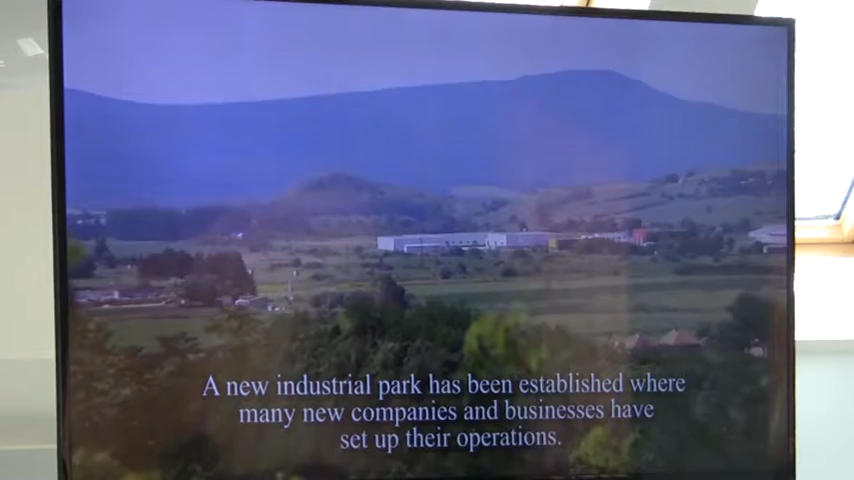 A new industrial park has been established where
many new companies and businesses have
set up their operations.